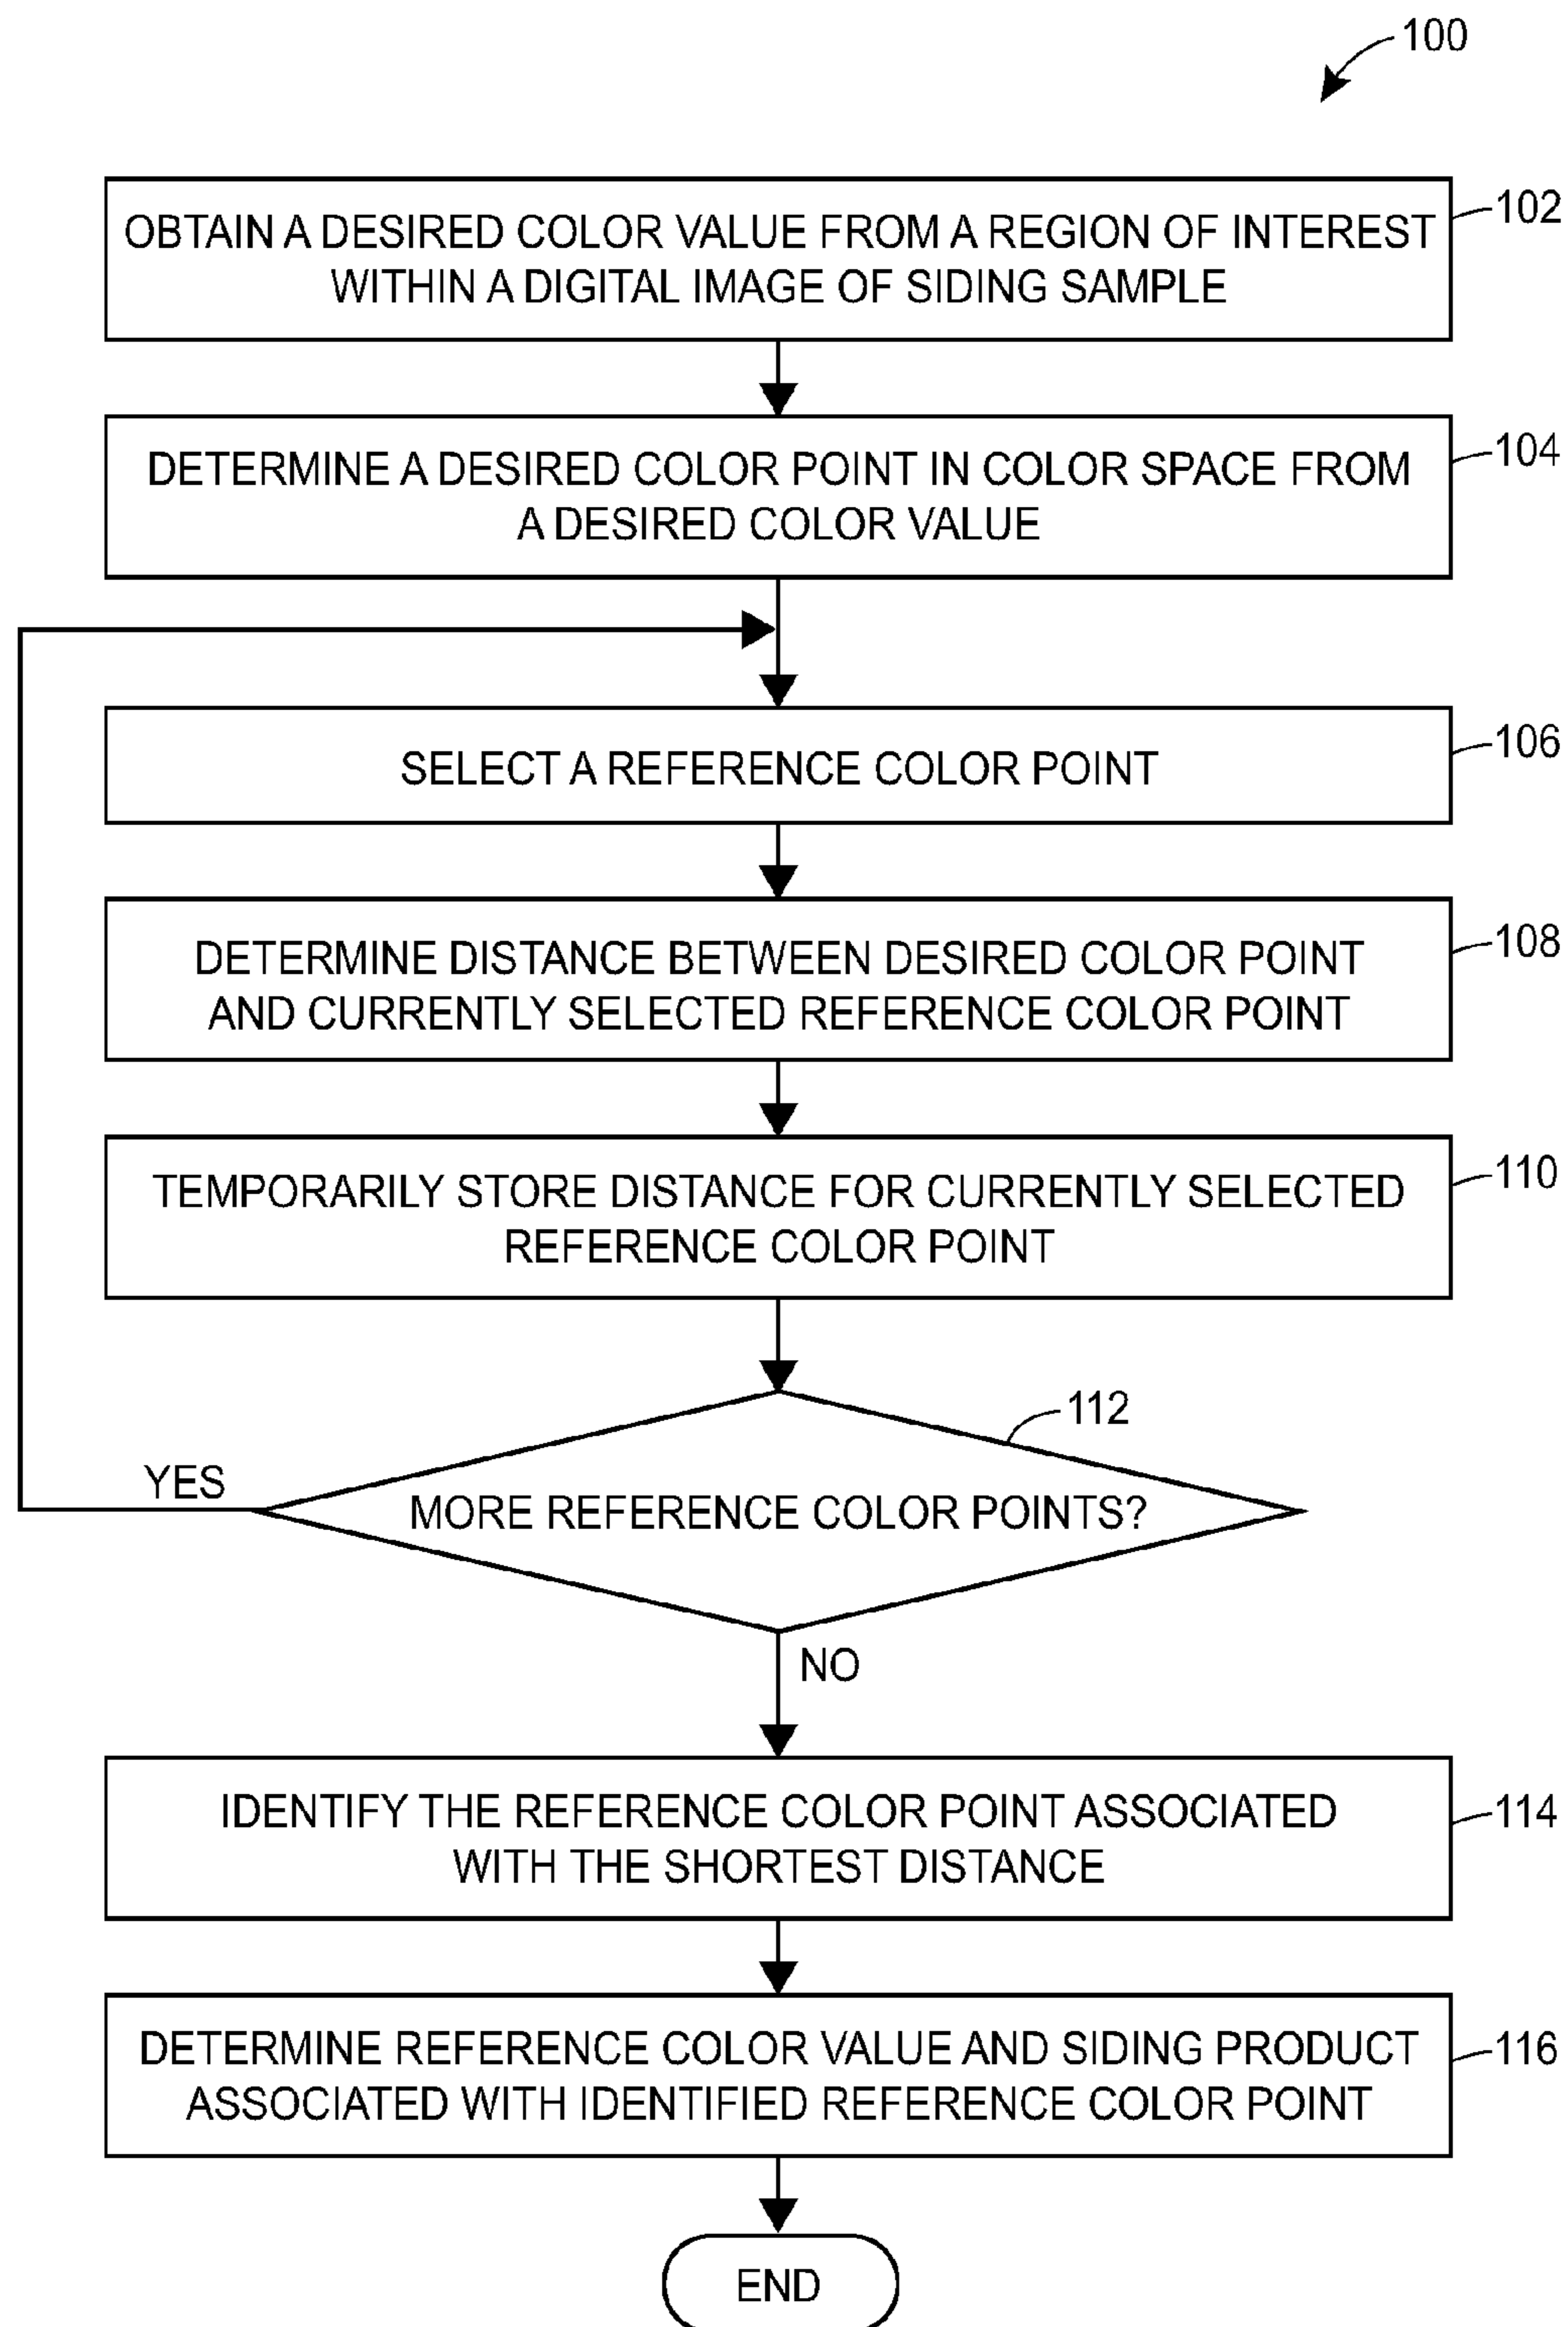 100
OBTAIN A DESIRED COLOR VALUE FROM A REGION OF INTEREST
WITHIN A DIGITAL IMAGE OF SIDING SAMPLE
102
DETERMINE A DESIRED COLOR POINT IN COLOR SPACE FROM
A DESIRED COLOR VALUE
104
SELECT A REFERENCE COLOR POINT
106
DETERMINE DISTANCE BETWEEN DESIRED COLOR POINT
AND CURRENTLY SELECTED REFERENCE COLOR POINT
108
TEMPORARILY STORE DISTANCE FOR CURRENTLY SELECTED
REFERENCE COLOR POINT
110
112
YES
MORE REFERENCE COLOR POINTS?
NO
IDENTIFY THE REFERENCE COLOR POINT ASSOCIATED
WITH THE SHORTEST DISTANCE
114
DETERMINE REFERENCE COLOR VALUE AND SIDING PRODUCT
ASSOCIATED WITH IDENTIFIED REFERENCE COLOR POINT
116
END